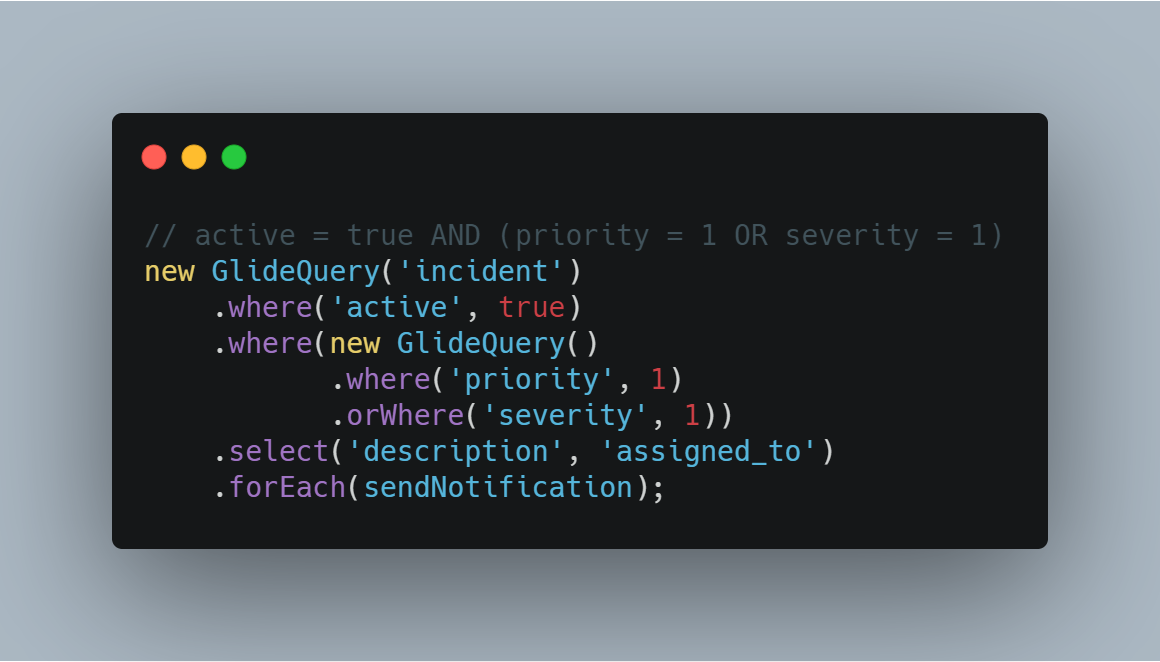 // active = true AND (priority = 1 OR severity = 1)
new GlideQuery('incident')
    .where('active', true)
    .where(new GlideQuery()
           .where('priority', 1)
           .orWhere('severity', 1))
    .select('description', 'assigned_to')
    .forEach(sendNotification);